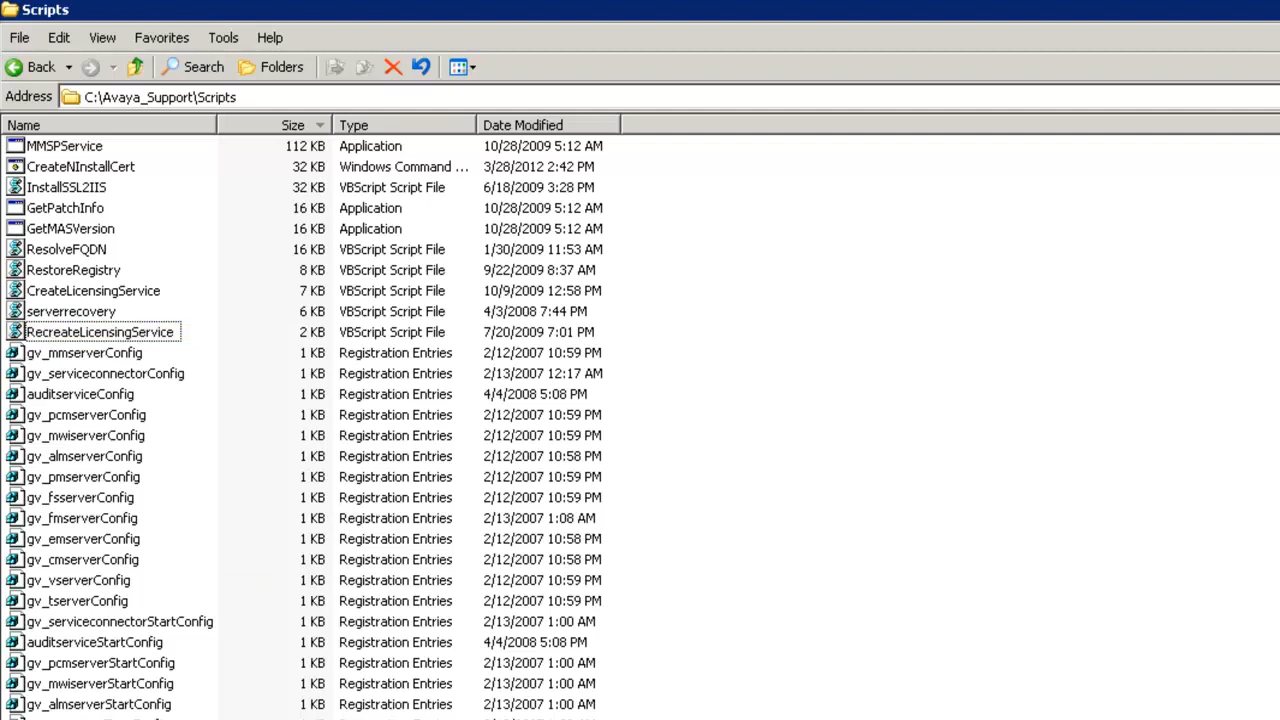 Scripts
File Edit View Favorites Tools Help
Back Search Folders
Address C:\Avaya_Support\Scripts
Name Size Type Date Modified
MMSPService 112 KB Application 10/28/2009 5:12 AM
CreateNInstallCert 32 KB Windows Command ... 3/28/2012 2:42 PM
InstallSSL2IIS 32 KB VBScript Script File 6/18/2009 3:28 PM
GetPatchInfo 16 KB Application 10/28/2009 5:12 AM
GetMASVersion 16 KB Application 10/28/2009 5:12 AM
ResolveFQDN 16 KB VBScript Script File 1/30/2009 11:53 AM
RestoreRegistry 8 KB VBScript Script File 9/22/2009 8:37 AM
CreateLicensingService 7 KB VBScript Script File 10/9/2009 12:58 PM
serverrecovery 6 KB VBScript Script File 4/3/2008 7:44 PM
RecreateLicensingService 2 KB VBScript Script File 7/20/2009 7:01 PM
gv_mmserverConfig 1 KB Registration Entries 2/12/2007 10:59 PM
gv_serviceconnectorConfig 1 KB Registration Entries 2/13/2007 12:17 AM
auditserviceConfig 1 KB Registration Entries 4/4/2008 5:08 PM
gv_pcmserverConfig 1 KB Registration Entries 2/12/2007 10:59 PM
gv_mwiserverConfig 1 KB Registration Entries 2/12/2007 10:59 PM
gv_almserverConfig 1 KB Registration Entries 2/12/2007 10:58 PM
gv_pmserverConfig 1 KB Registration Entries 2/12/2007 10:59 PM
gv_fsserverConfig 1 KB Registration Entries 2/12/2007 10:59 PM
gv_fmserverConfig 1 KB Registration Entries 2/13/2007 1:08 AM
gv_emserverConfig 1 KB Registration Entries 2/12/2007 10:58 PM
gv_cmserverConfig 1 KB Registration Entries 2/12/2007 10:58 PM
gv_vserverConfig 1 KB Registration Entries 2/12/2007 10:59 PM
gv_tserverConfig 1 KB Registration Entries 2/12/2007 10:59 PM
gv_serviceconnectorStartConfig 1 KB Registration Entries 2/13/2007 1:00 AM
auditserviceStartConfig 1 KB Registration Entries 4/4/2008 5:08 PM
gv_pcmserverStartConfig 1 KB Registration Entries 2/13/2007 1:00 AM
gv_mwiserverStartConfig 1 KB Registration Entries 2/13/2007 1:00 AM
gv_almserverStartConfig 1 KB Registration Entries 2/13/2007 1:00 AM